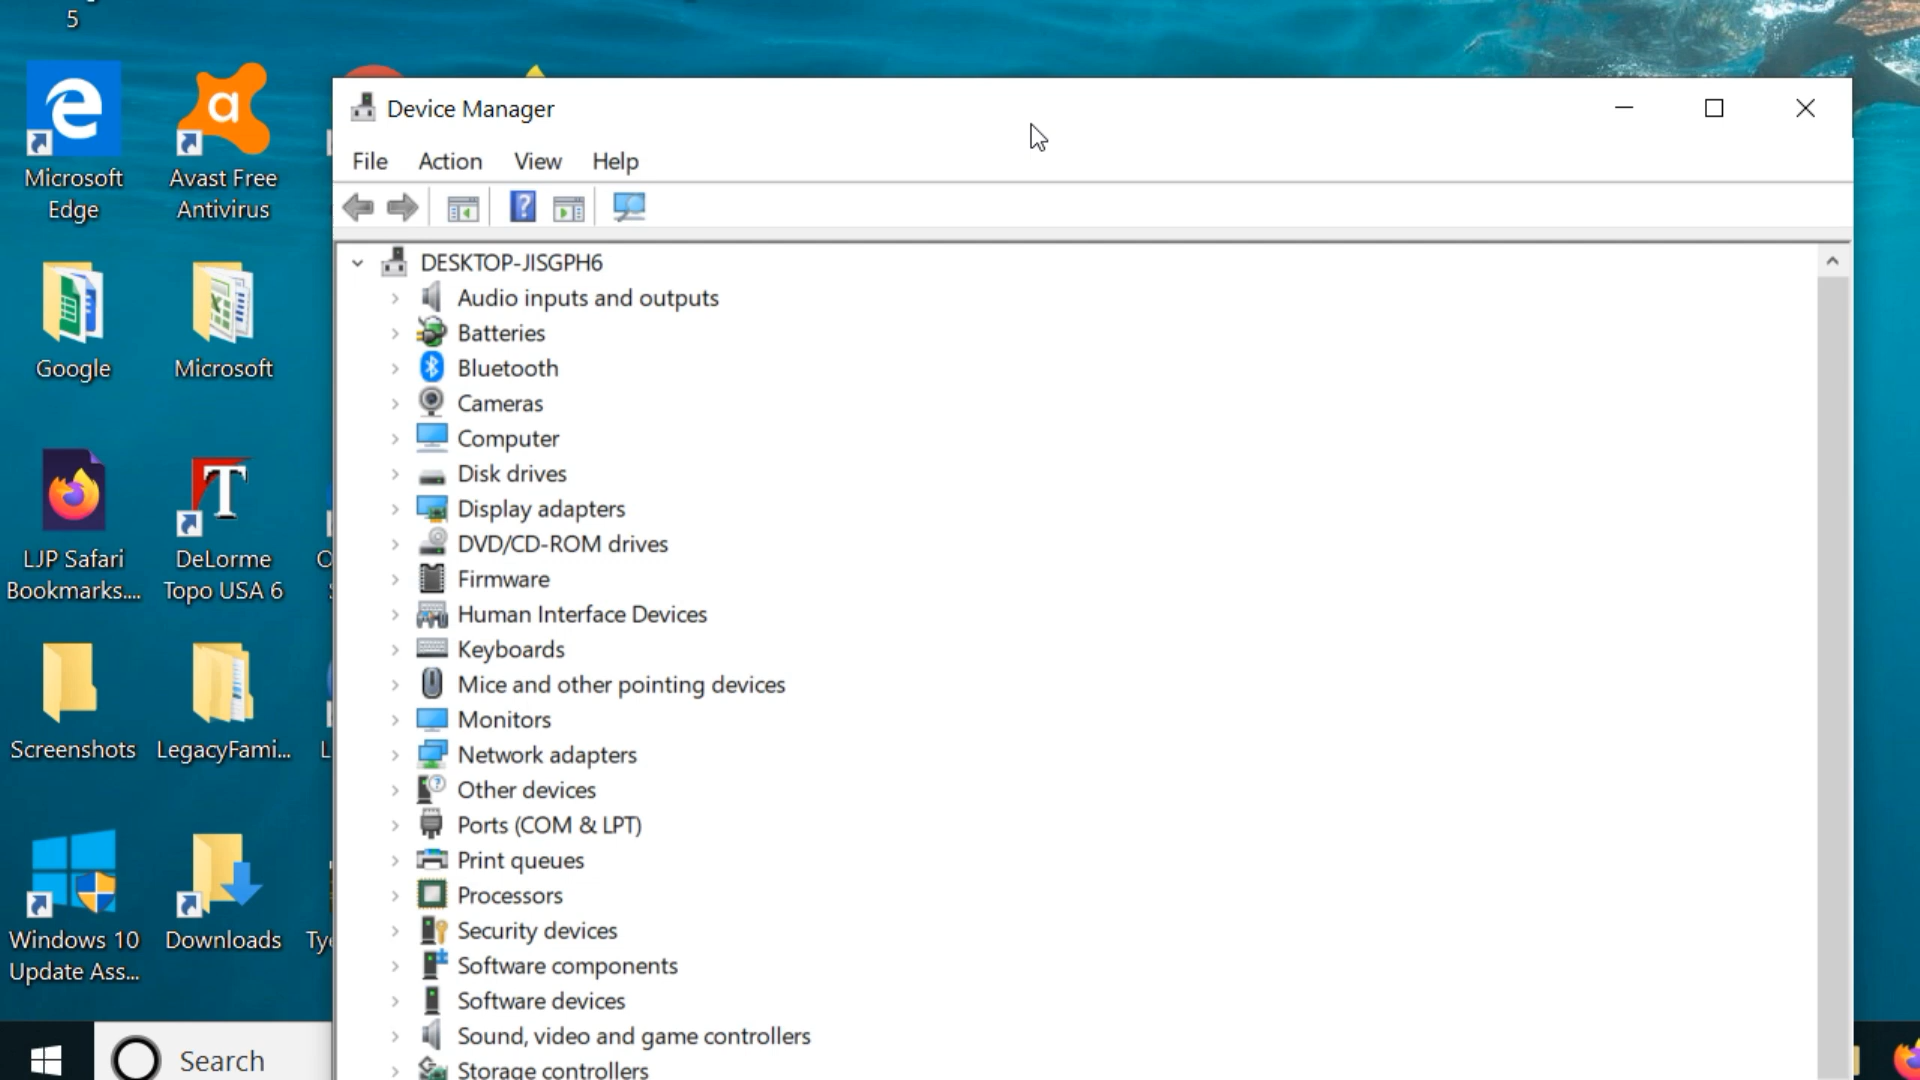 5
Microsoft
Edge
Avast Free
Antivirus
Google
Microsoft
LJP Safari
Bookmarks....
DeLorme
Topo USA 6
Screenshots
LegacyFami...
Windows 10
Update Ass...
Downloads
Device Manager
File Action View Help
DESKTOP-JISGPH6
Audio inputs and outputs
Batteries
Bluetooth
Cameras
Computer
Disk drives
Display adapters
DVD/CD-ROM drives
Firmware
Human Interface Devices
Keyboards
Mice and other pointing devices
Monitors
Network adapters
Other devices
Ports (COM & LPT)
Print queues
Processors
Security devices
Software components
Software devices
Sound, video and game controllers
Storage controllers
Search